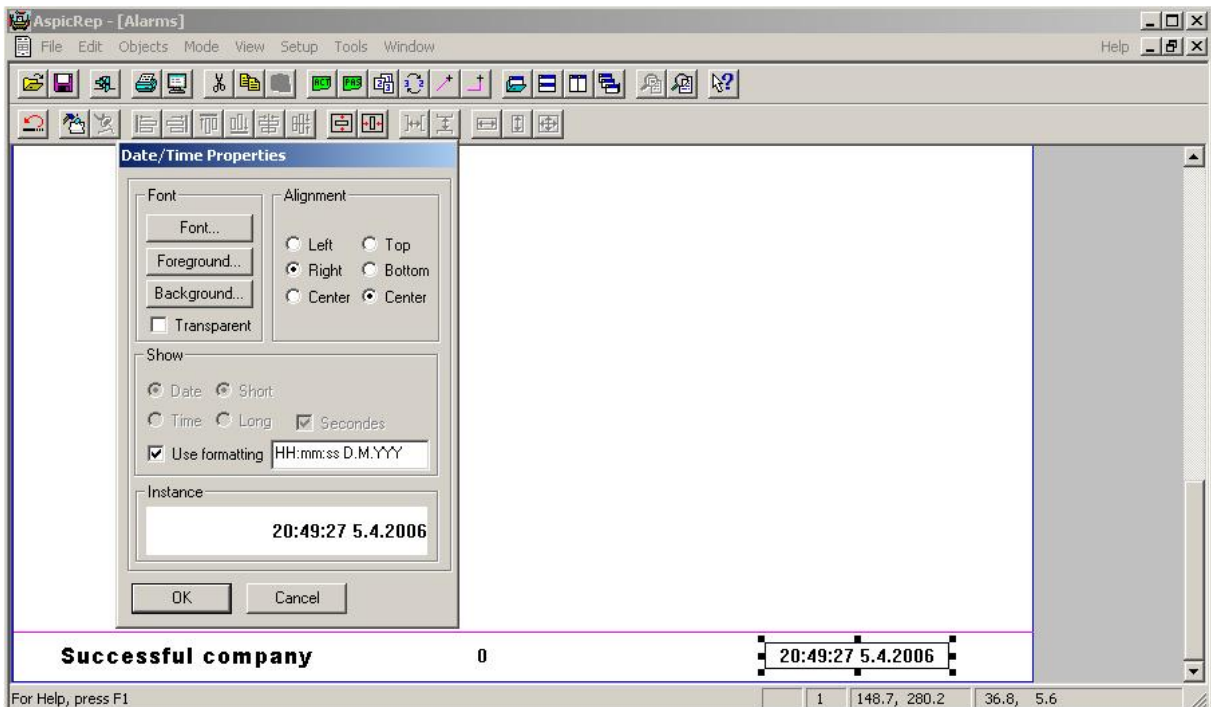 AspicRep - [Alarms]
File Edit Objects Mode View Setup Tools Window Help
ACT PAS
Date/Time Properties
Font
Font...
Foreground...
Background...
Transparent
Alignment
Left Top
Right Bottom
Center Center
Show
Date Short
Time Long Secondes
Use formatting HH:mm:ss D.M.YYY
Instance
20:49:27 5.4.2006
OK Cancel
Successful company 0 20:49:27 5.4.2006
For Help, press F1 1 148.7, 280.2 36.8, 5.6